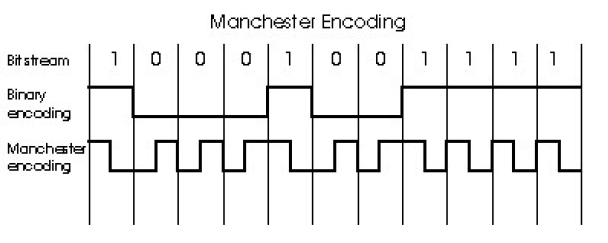 Manchester Encoding
Bitstream 1 0 0 0 1 0 0 1 1 1 1
Binary
encoding
Manchester
encoding